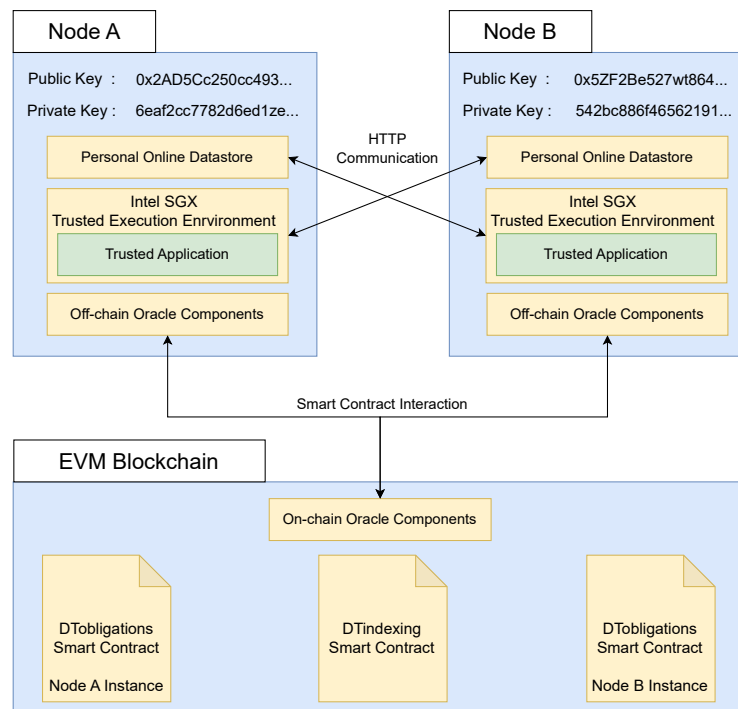 Node A
Public Key : 0x2AD5Cc250cc493...
Private Key : 6eaf2cc7782d6ed1ze...
Personal Online Datastore
Intel SGX
Trusted Execution Enrvironment
Trusted Application
Off-chain Oracle Components
HTTP
Communication
Node B
Public Key : 0x5ZF2Be527wt864...
Private Key : 542bc886f46562191...
Personal Online Datastore
Intel SGX
Trusted Execution Enrvironment
Trusted Application
Off-chain Oracle Components
Smart Contract Interaction
EVM Blockchain
On-chain Oracle Components
DTobligations
Smart Contract
Node A Instance
DTindexing
Smart Contract
DTobligations
Smart Contract
Node B Instance